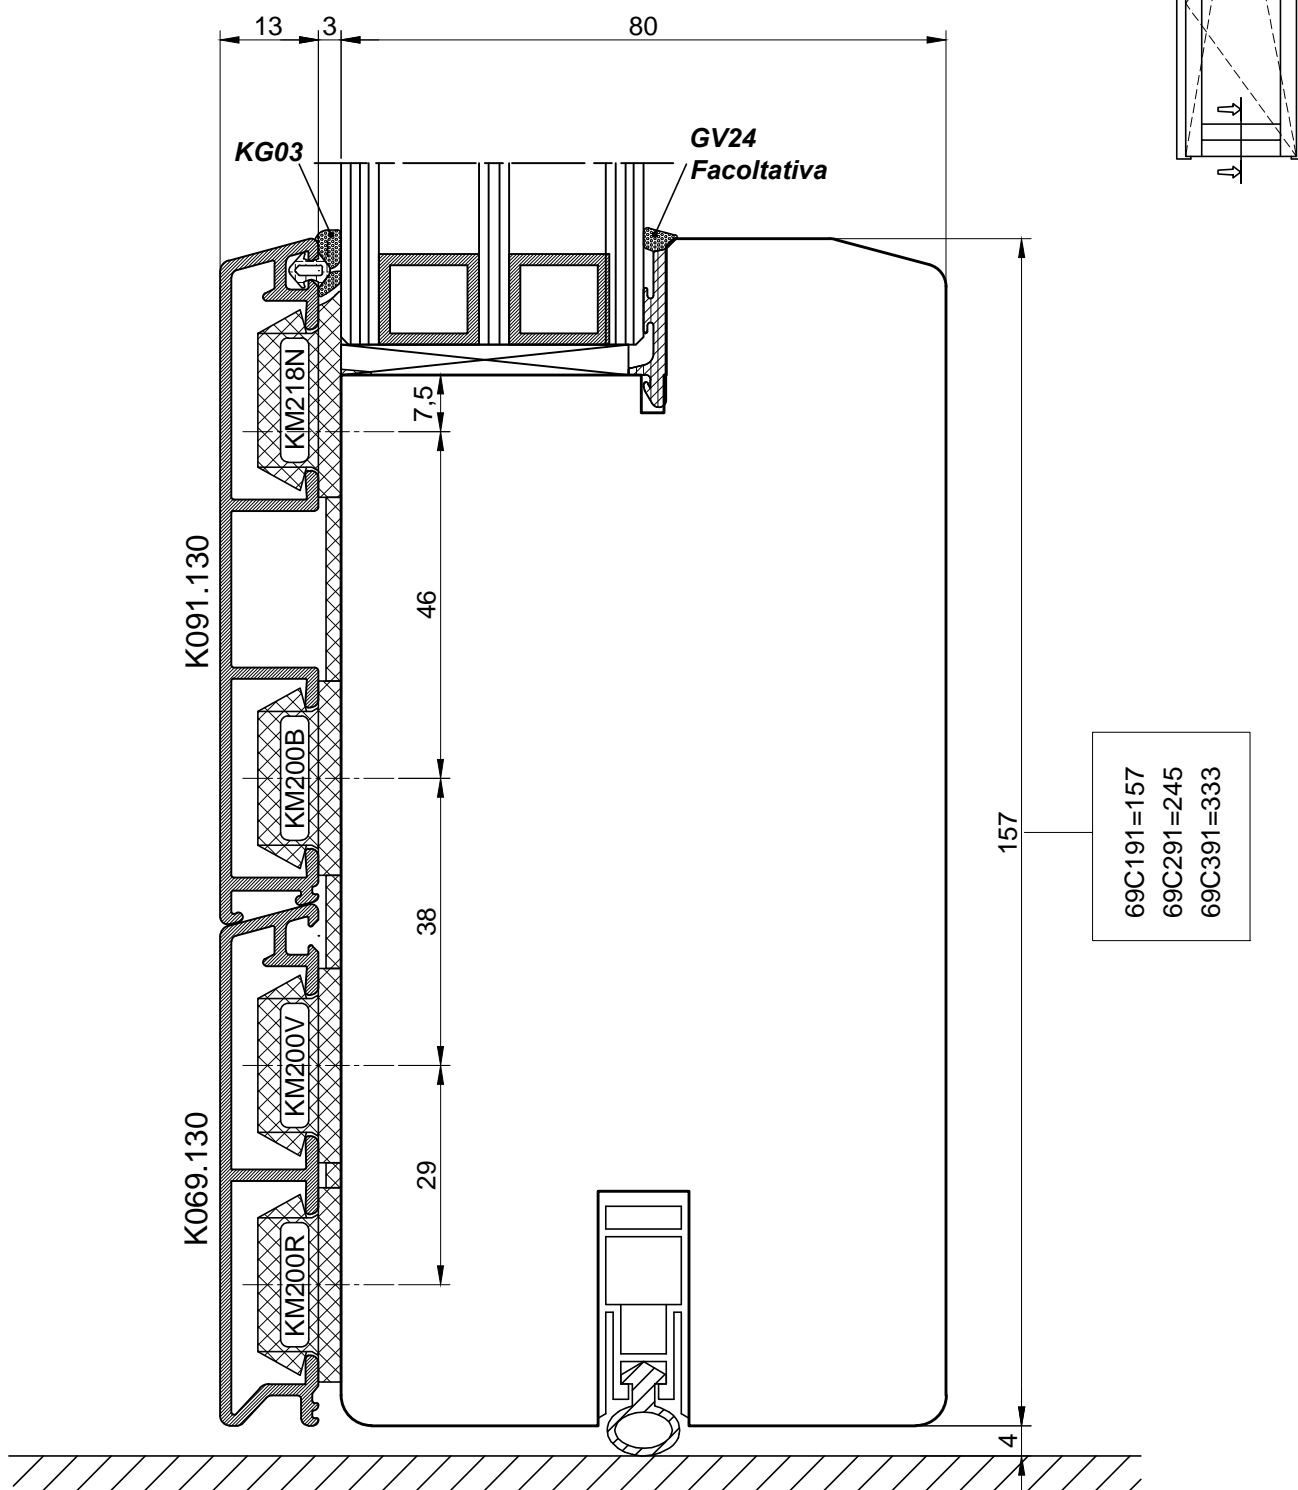 13
3
80
KG03
GV24
Facoltativa
KM218N
7,5
K091.130
46
KM200B
157
69C191=157
69C291=245
69C391=333
38
KM200V
K069.130
29
KM200R
4